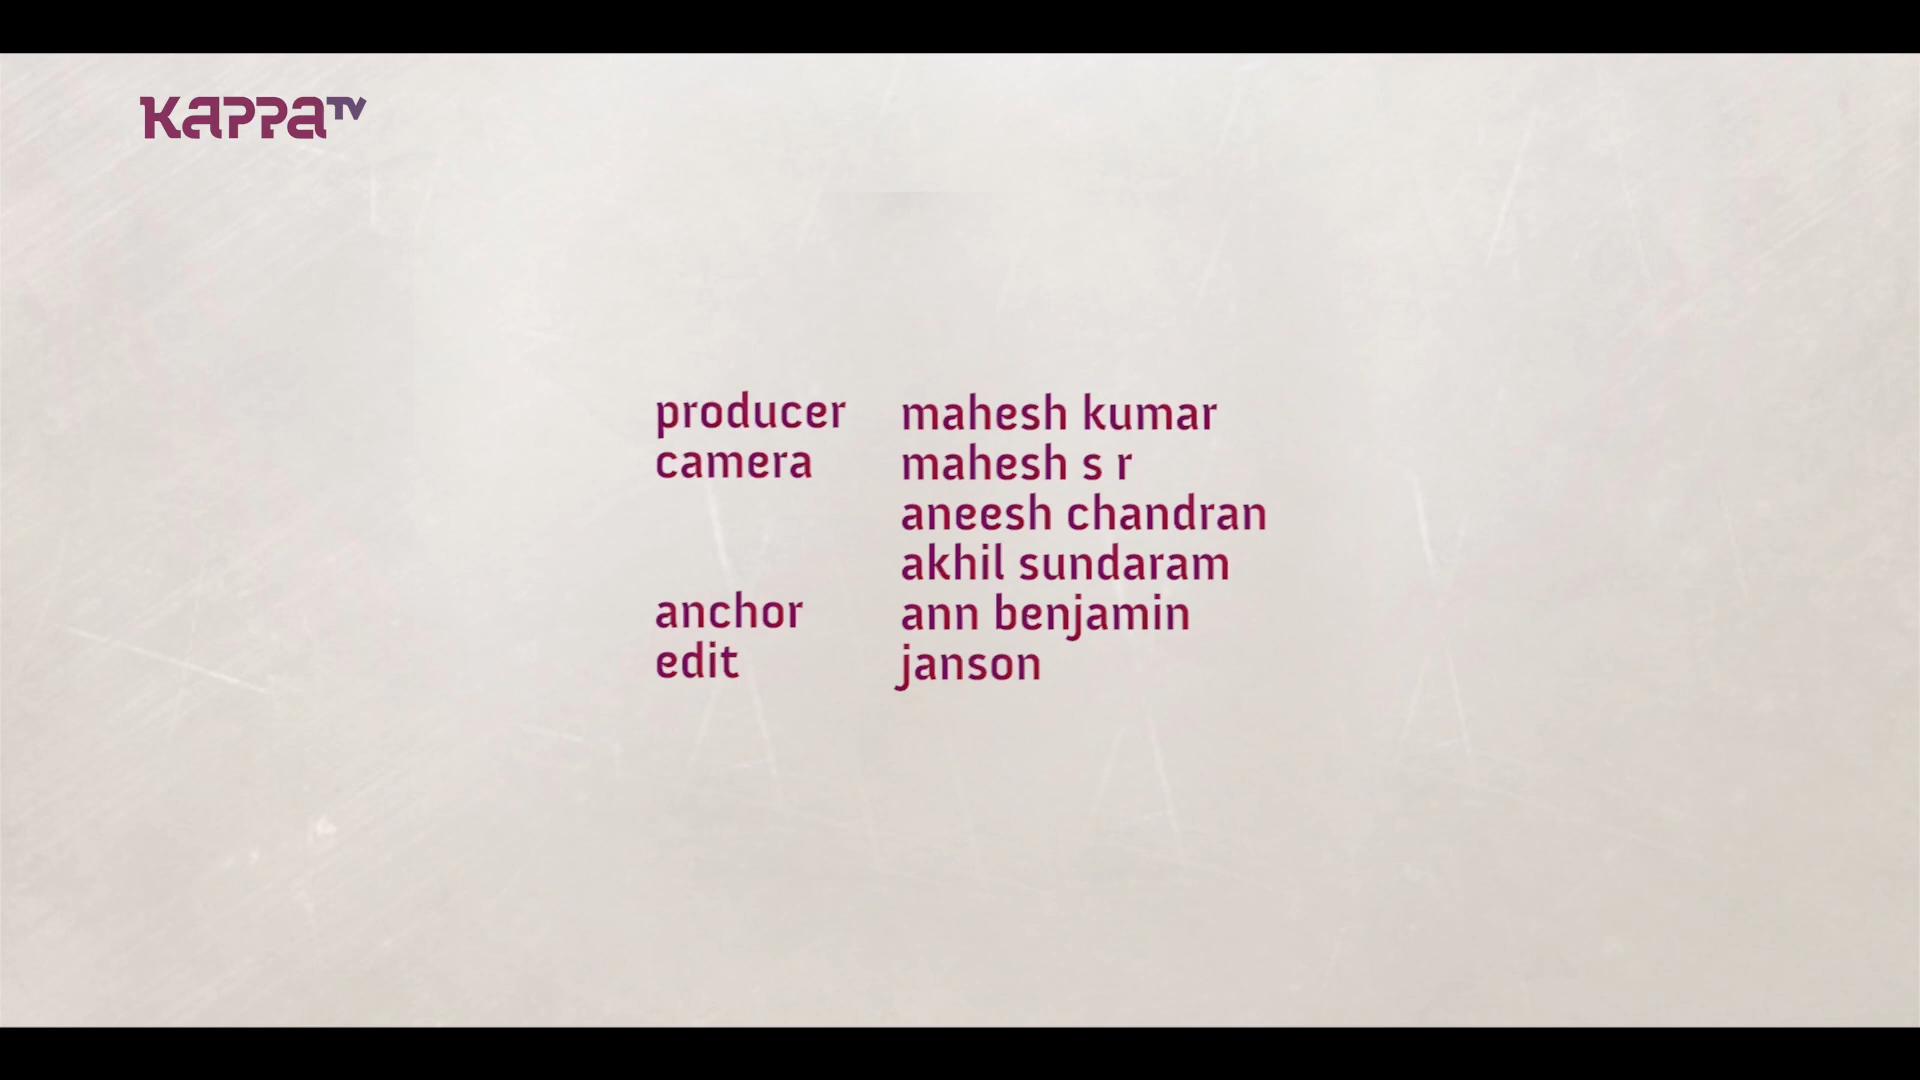 KAPPA TV
producer mahesh kumar
camera mahesh s r
aneesh chandran
akhil sundaram
anchor ann benjamin
edit janson